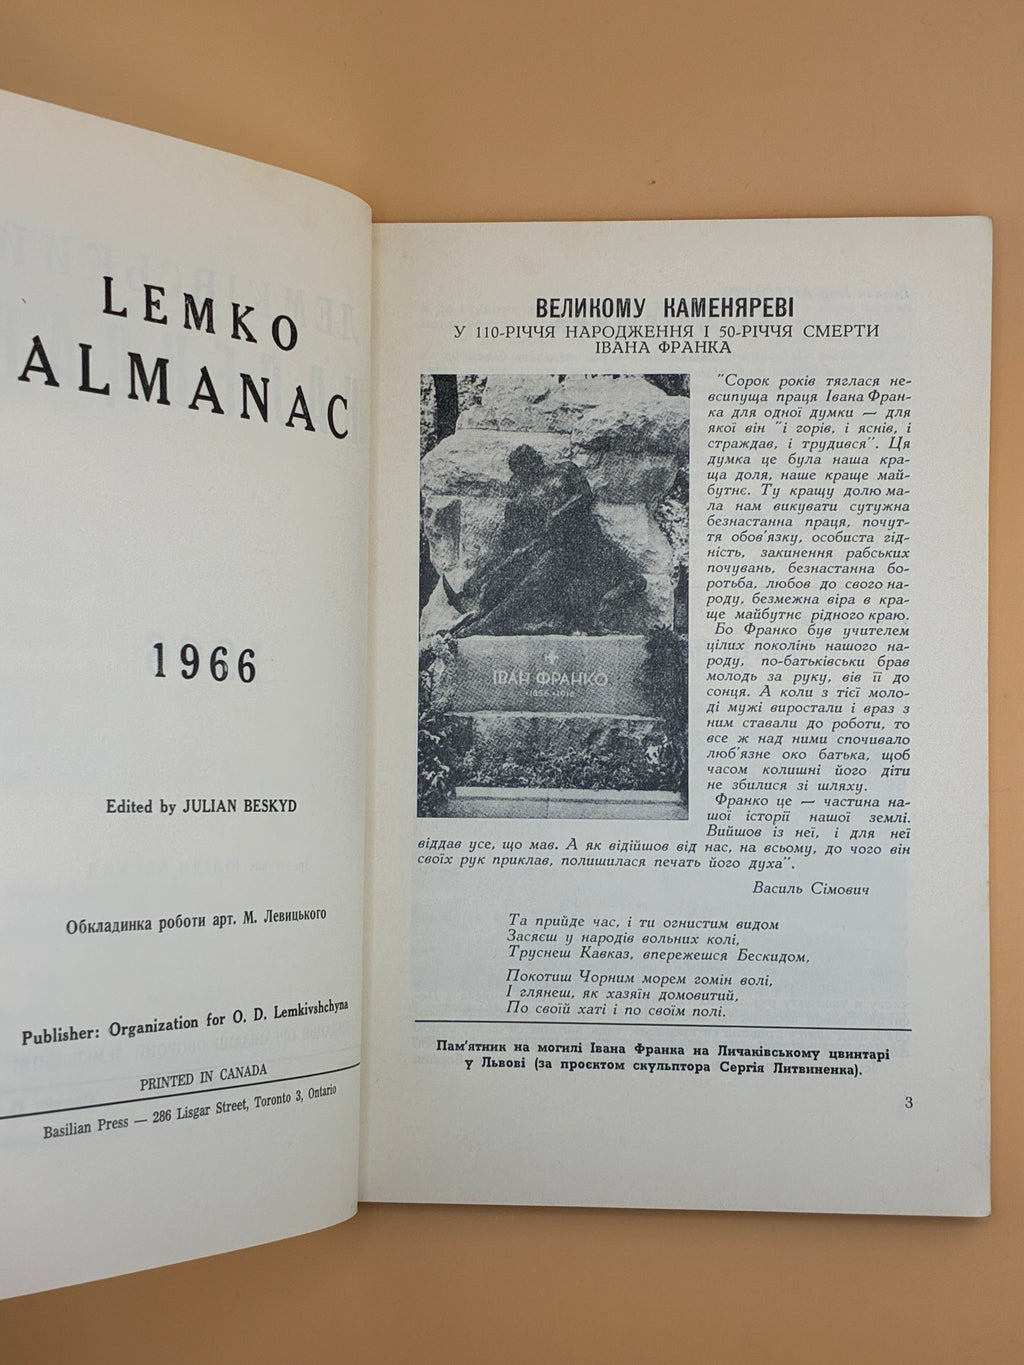 LEMKO
ALMANAC
1966
Edited by JULIAN BESKYD
Обкладинка роботи арт. М. Левицького
Publisher: Organization for O. D. Lemkivshchyna
PRINTED IN CANADA
Basilian Press — 286 Lisgar Street, Toronto 3, Ontario
ВЕЛИКОМУ КАМЕНЯРЕВІ
У 110-РІЧЧЯ НАРОДЖЕННЯ І 50-РІЧЧЯ СМЕРТИ
ІВАНА ФРАНКА
ІВАН ФРАНКО
•1856•1916
"Сорок років тяглася не-
всипуща праця Івана Фран-
ка для одної думки — для
якої він "і горів, і яснів, і
страждав, і трудився". Ця
думка це була наша кра-
ща доля, наше краще май-
бутнє. Ту кращу долю ма-
ла нам викувати сутужна
безнастанна праця, почут-
тя обов'язку, особиста гід-
ність, закинення рабських
почувань, безнастанна бо-
ротьба, любов до свого на-
роду, безмежна віра в кра-
ще майбутнє рідного краю.
Бо Франко був учителем
цілих поколінь нашого на-
роду, по-батьківськи брав
молодь за руку, вів її до
сонця. А коли з тієї моло-
ді мужі виростали і враз з
ним ставали до роботи, то
все ж над ними спочивало
люб'язне око батька, щоб
часом колишні його діти
не збилися зі шляху.
Франко це — частина на-
шої історії нашої землі.
Вийшов із неї, і для неї
віддав усе, що мав. А як відійшов від нас, на всьому, до чого він
своїх рук приклав, полишилася печать його духа".
Василь Сімович
Та прийде час, і ти огнистим видом
Засяєш у народів вольних колі,
Труснеш Кавказ, впережешся Бескидом,
Покотиш Чорним морем гомін волі,
І глянеш, як хазяїн домовитий,
По своїй хаті і по своїм полі.
Пам'ятник на могилі Івана Франка на Личаківському цвинтарі
у Львові (за проєктом скульптора Сергія Литвиненка).
3